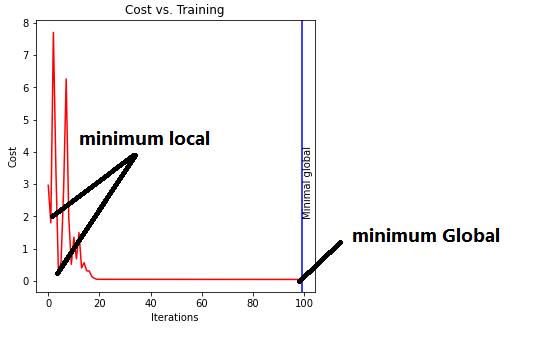 Cost vs. Training
8
7
6
5
4
3
2
1
0
Cost
minimum local
Minimal global
minimum Global
0 20 40 60 80 100
Iterations